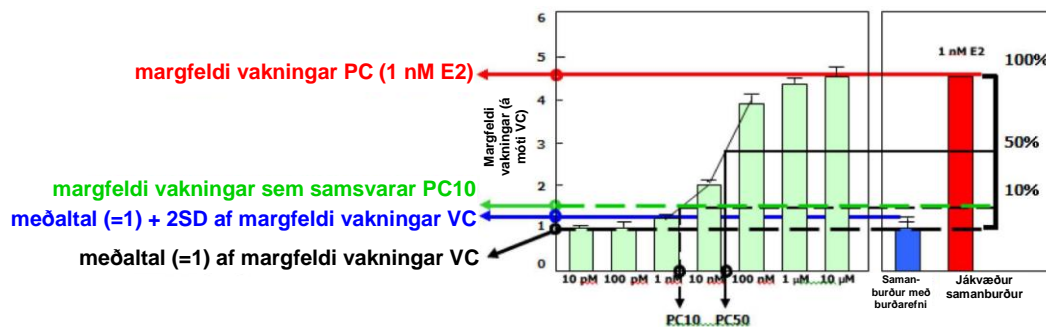 6
5
4
3
2
1
0
Margfeldi
vakningar (á
móti VC)
margfeldi vakningar PC (1 nM E2)
margfeldi vakningar sem samsvarar PC10
meðaltal (=1) + 2SD af margfeldi vakningar VC
meðaltal (=1) af margfeldi vakningar VC
10 pM 100 pM 1 nM 10 nM 100 nM 1 µM 10 µM
PC10 PC50
1 nM E2
100%
50%
10%
Saman-
burður með
burðarefni
Jákvæður
samanburður